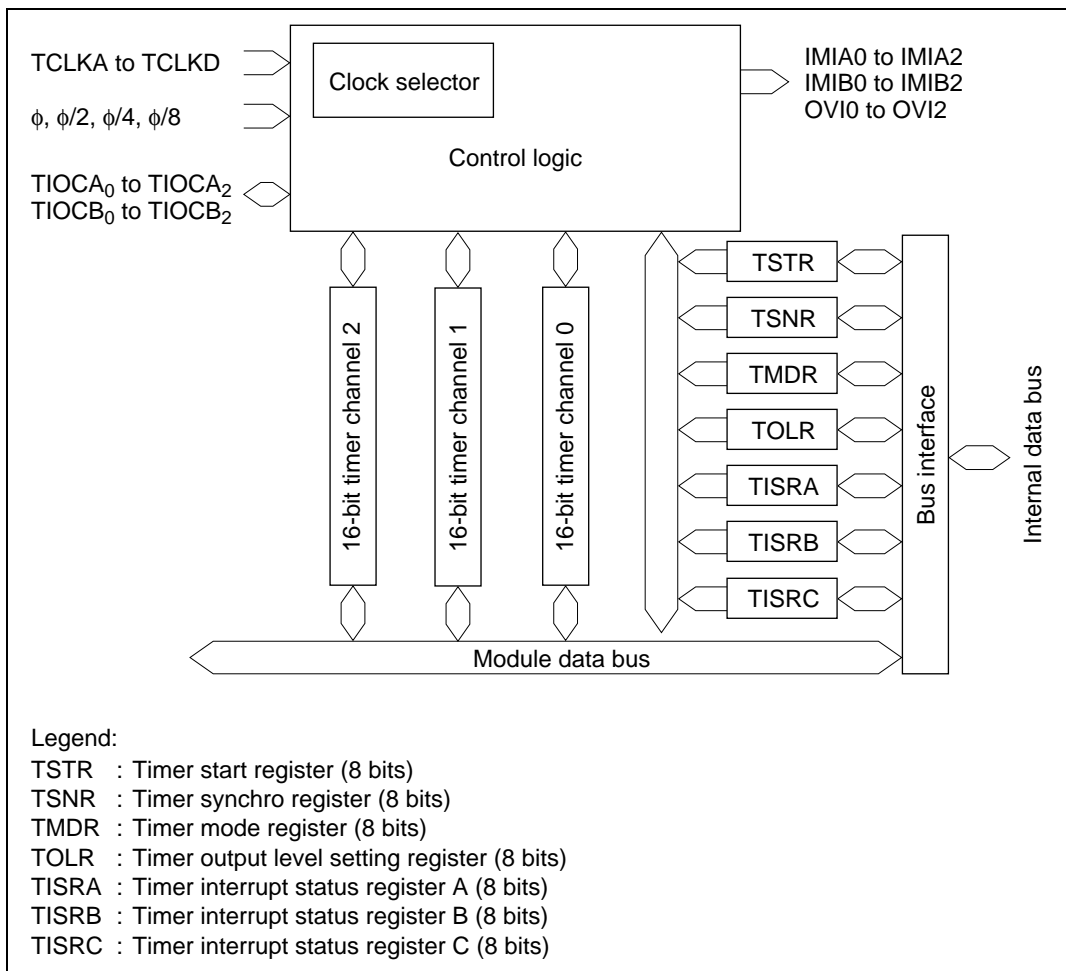 TCLKA to TCLKD
ϕ, ϕ/2, ϕ/4, ϕ/8
TIOCA₀ to TIOCA₂
TIOCB₀ to TIOCB₂
Clock selector
Control logic
IMIA0 to IMIA2
IMIB0 to IMIB2
OVI0 to OVI2
16-bit timer channel 2
16-bit timer channel 1
16-bit timer channel 0
TSTR
TSNR
TMDR
TOLR
TISRA
TISRB
TISRC
Bus interface
Internal data bus
Module data bus
Legend:
TSTR : Timer start register (8 bits)
TSNR : Timer synchro register (8 bits)
TMDR : Timer mode register (8 bits)
TOLR : Timer output level setting register (8 bits)
TISRA : Timer interrupt status register A (8 bits)
TISRB : Timer interrupt status register B (8 bits)
TISRC : Timer interrupt status register C (8 bits)